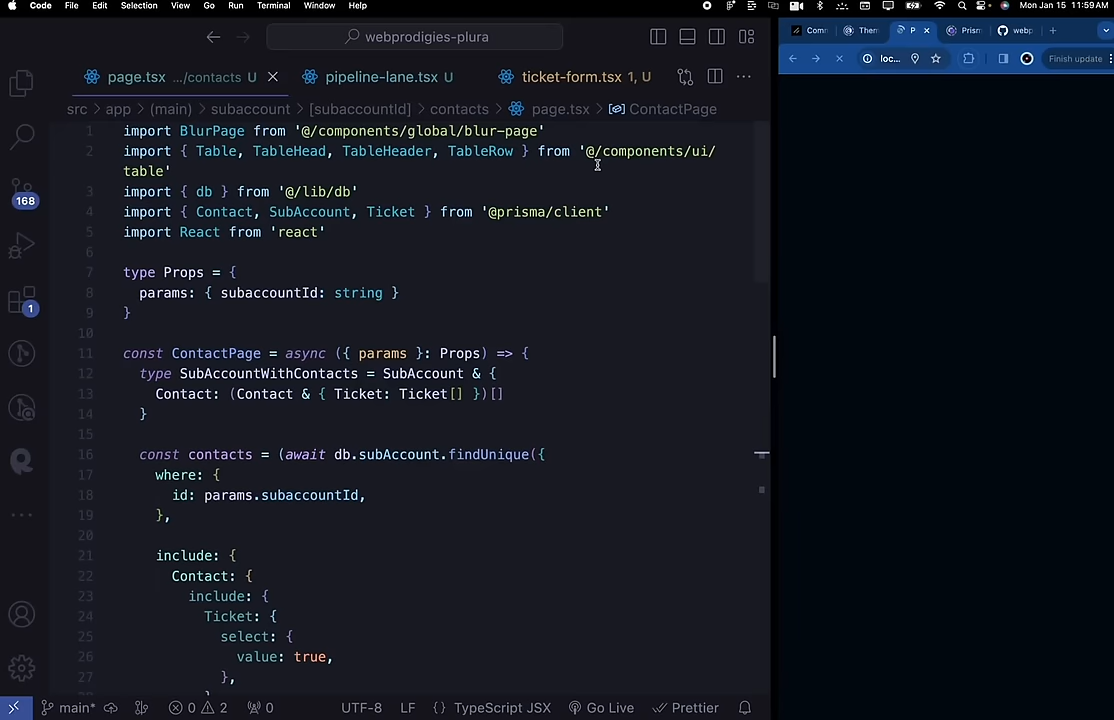 Code File Edit Selection View Go Run Terminal Window Help Mon Jan 15 11:59 AM
webprodigies-plura
Comm Them P Prism webp
loc... Finish update
page.tsx .../contacts U pipeline-lane.tsx U ticket-form.tsx 1, U
src > app > (main) > subaccount > [subaccountId] > contacts > page.tsx > ContactPage
1 import BlurPage from '@/components/global/blur-page'
2 import { Table, TableHead, TableHeader, TableRow } from '@/components/ui/
table'
3 import { db } from '@/lib/db'
4 import { Contact, SubAccount, Ticket } from '@prisma/client'
5 import React from 'react'
6
7 type Props = {
8 params: { subaccountId: string }
9 }
10
11 const ContactPage = async ({ params }: Props) => {
12 type SubAccountWithContacts = SubAccount & {
13 Contact: (Contact & { Ticket: Ticket[] })[]
14 }
15
16 const contacts = (await db.subAccount.findUnique({
17 where: {
18 id: params.subaccountId,
19 },
20
21 include: {
22 Contact: {
23 include: {
24 Ticket: {
25 select: {
26 value: true,
27 },
168
1
main* 0 2 0 UTF-8 LF {} TypeScript JSX Go Live Prettier